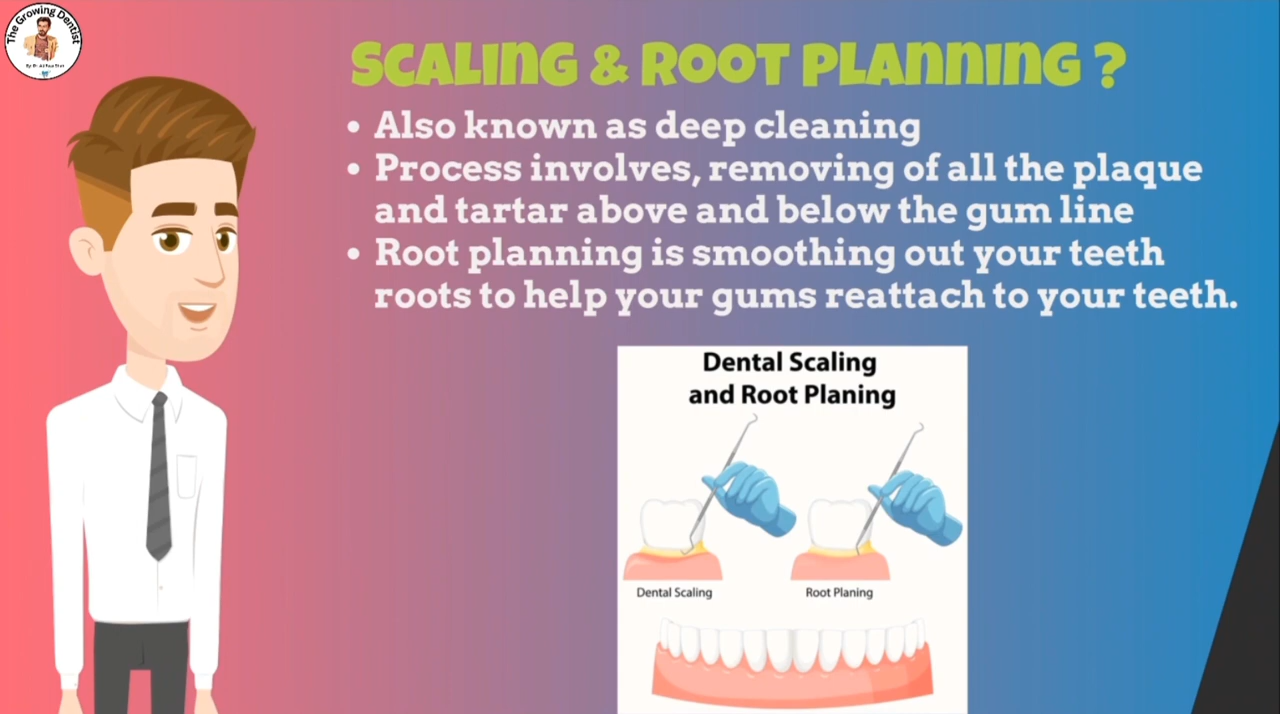 The Growing Dentist
SCALING & ROOT PLANNING ?
• Also known as deep cleaning
• Process involves, removing of all the plaque
and tartar above and below the gum line
• Root planning is smoothing out your teeth
roots to help your gums reattach to your teeth.
Dental Scaling
and Root Planing
Dental Scaling
Root Planing